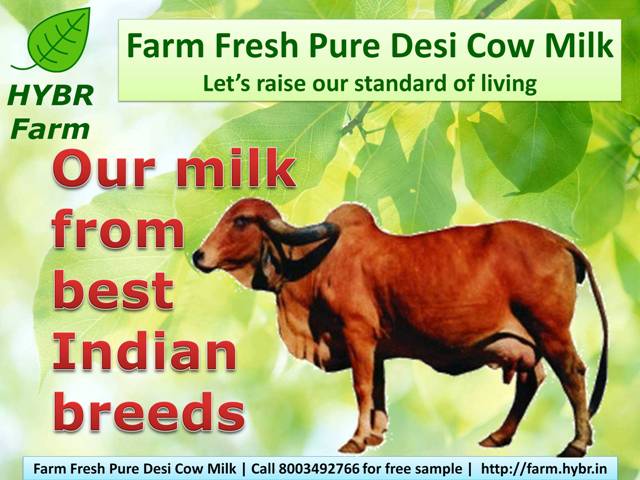 HYBR
Farm
Farm Fresh Pure Desi Cow Milk
Let's raise our standard of living
Our milk
from
best
Indian
breeds
Farm Fresh Pure Desi Cow Milk | Call 8003492766 for free sample | http://farm.hybr.in